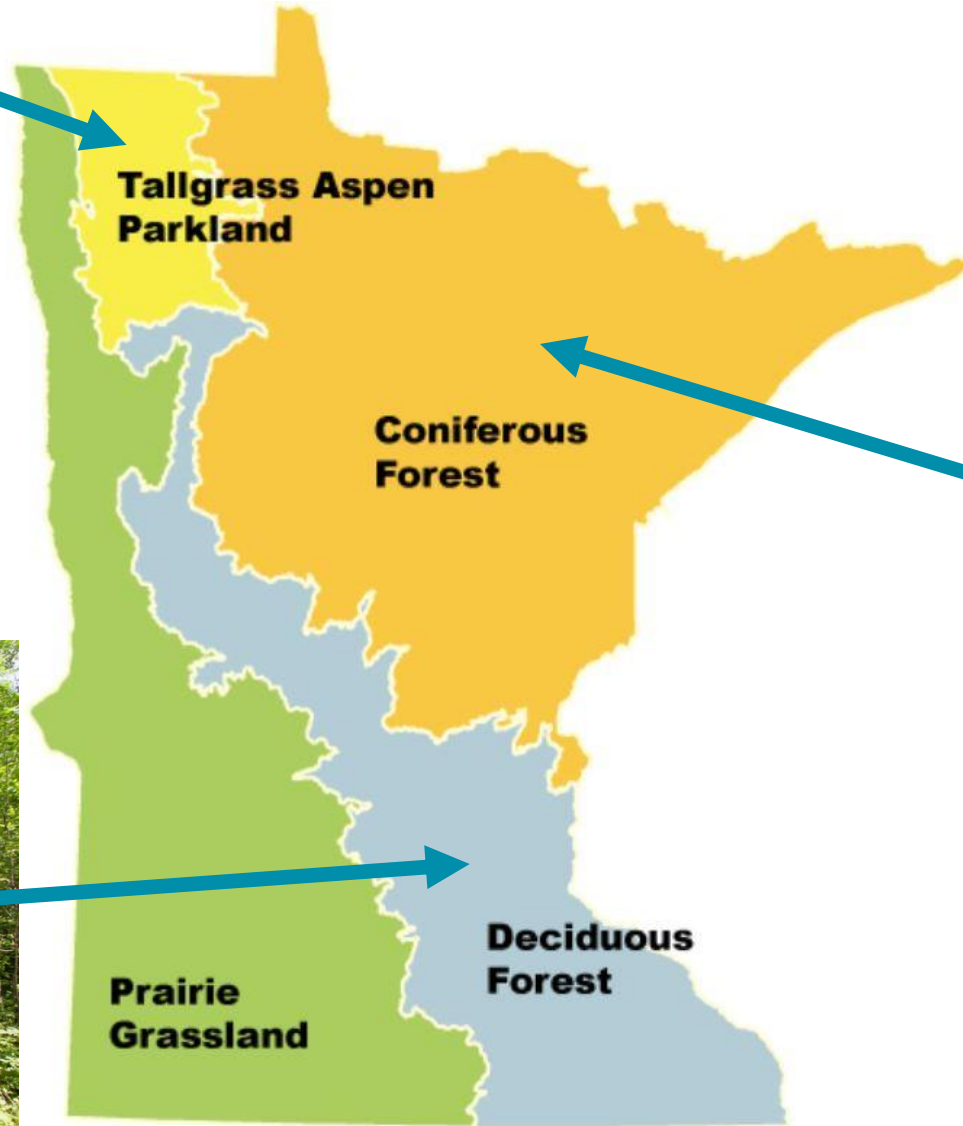 Tallgrass Aspen
Parkland
Coniferous
Forest
Deciduous
Forest
Prairie
Grassland